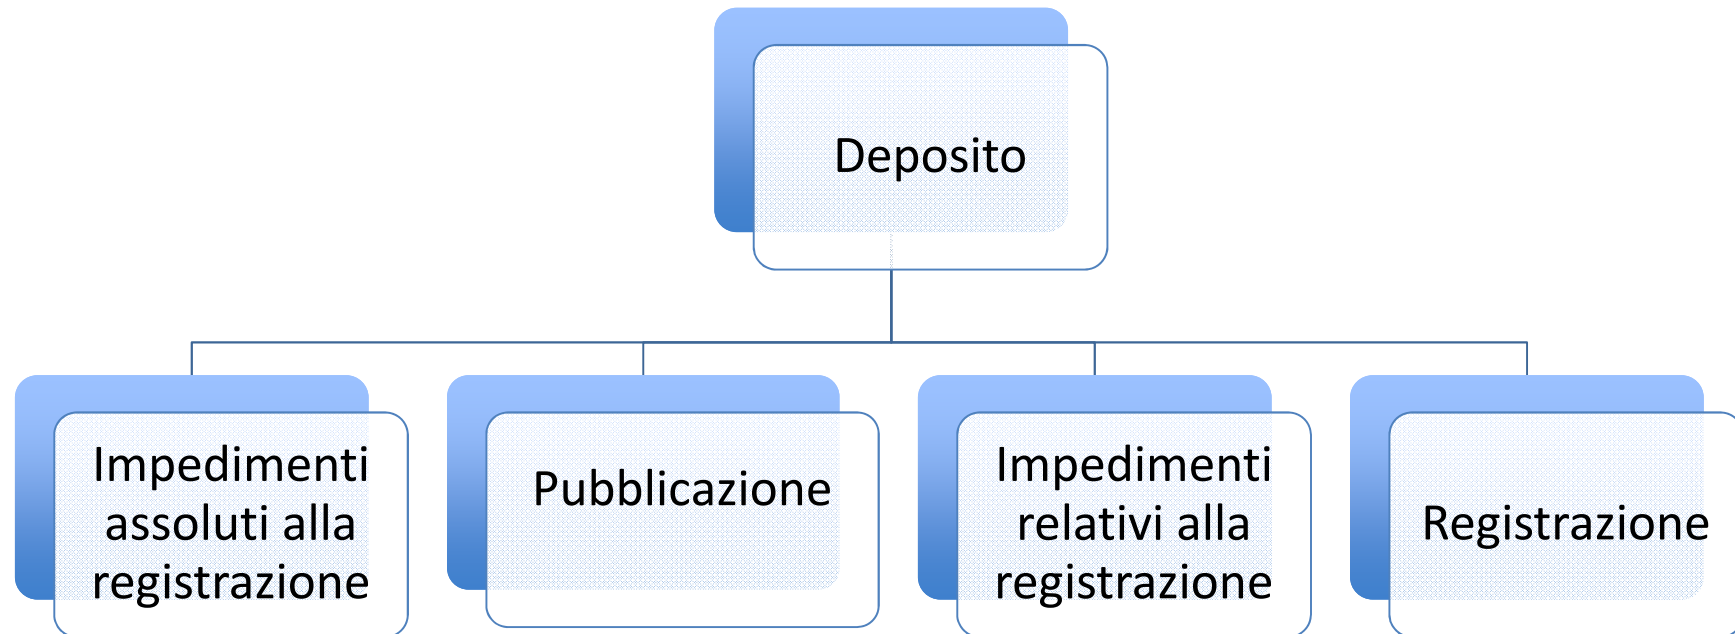 Deposito
Impedimenti
assoluti alla
registrazione
Pubblicazione
Impedimenti
relativi alla
registrazione
Registrazione